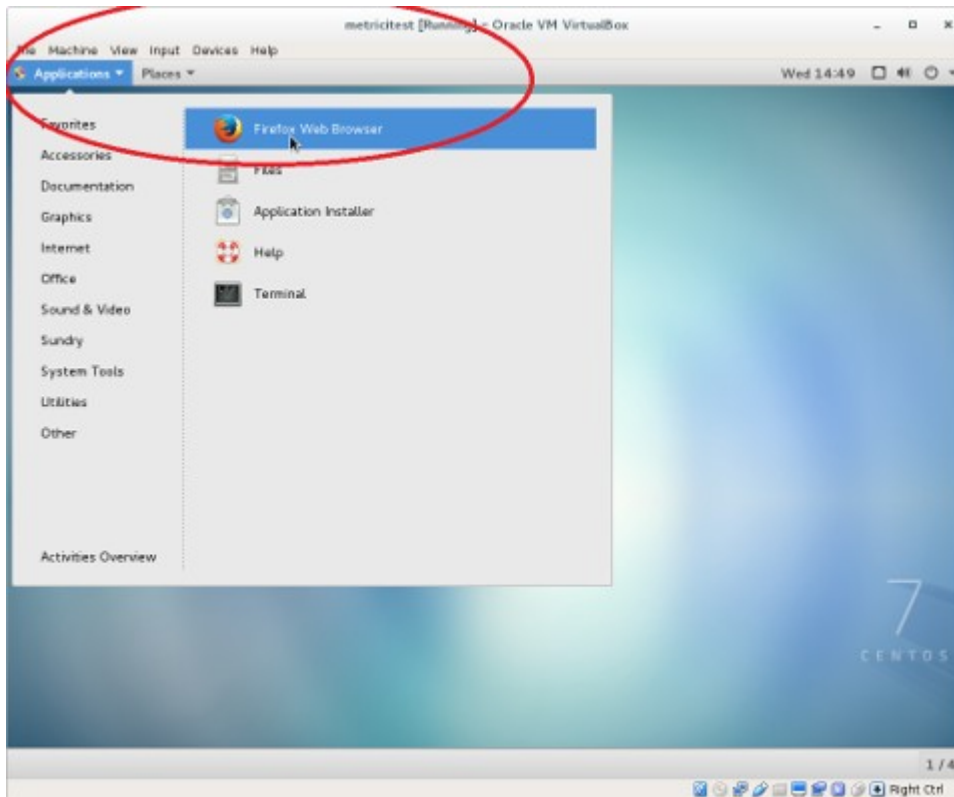 metricitest [Running] - Oracle VM VirtualBox
File Machine View Input Devices Help
Applications Places Wed 14:49
Favorites
Firefox Web Browser
Accessories
Files
Documentation
Graphics
Application Installer
Internet
Help
Office
Terminal
Sound & Video
Sundry
System Tools
Utilities
Other
Activities Overview
7
CENTOS
1 / 4
Right Ctrl